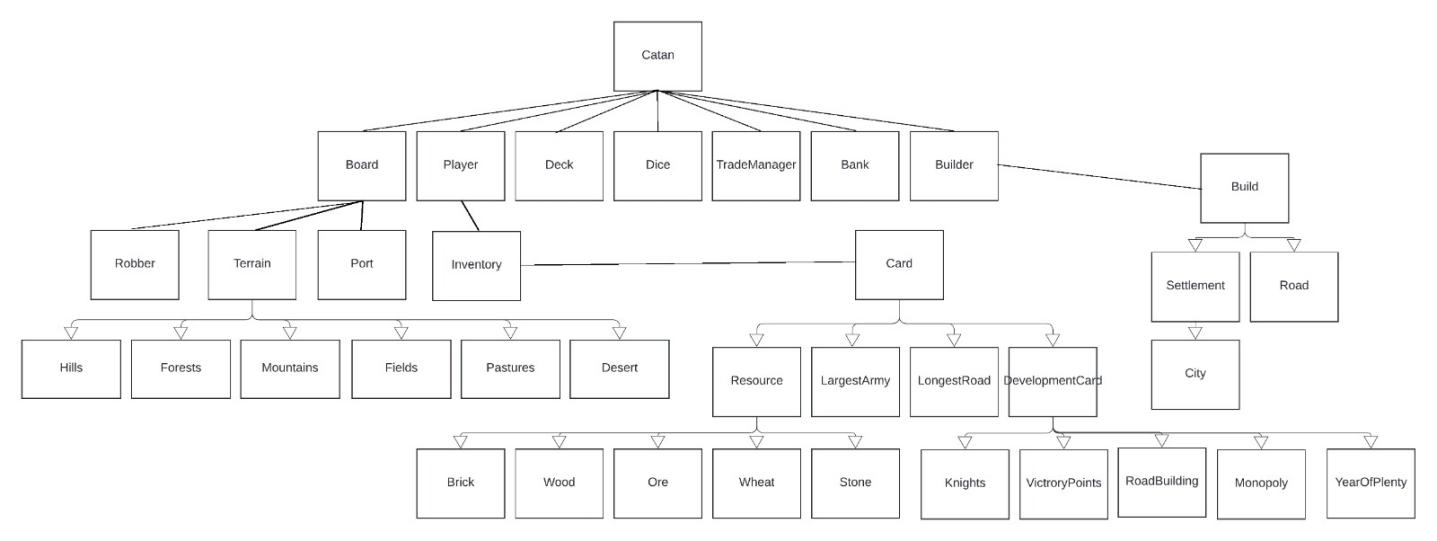 Catan
Board
Player
Deck
Dice
TradeManager
Bank
Builder
Build
Robber
Terrain
Port
Inventory
Card
Settlement
Road
Hills
Forests
Mountains
Fields
Pastures
Desert
Resource
LargestArmy
LongestRoad
DevelopmentCard
City
Brick
Wood
Ore
Wheat
Stone
Knights
VictroryPoints
RoadBuilding
Monopoly
YearOfPlenty